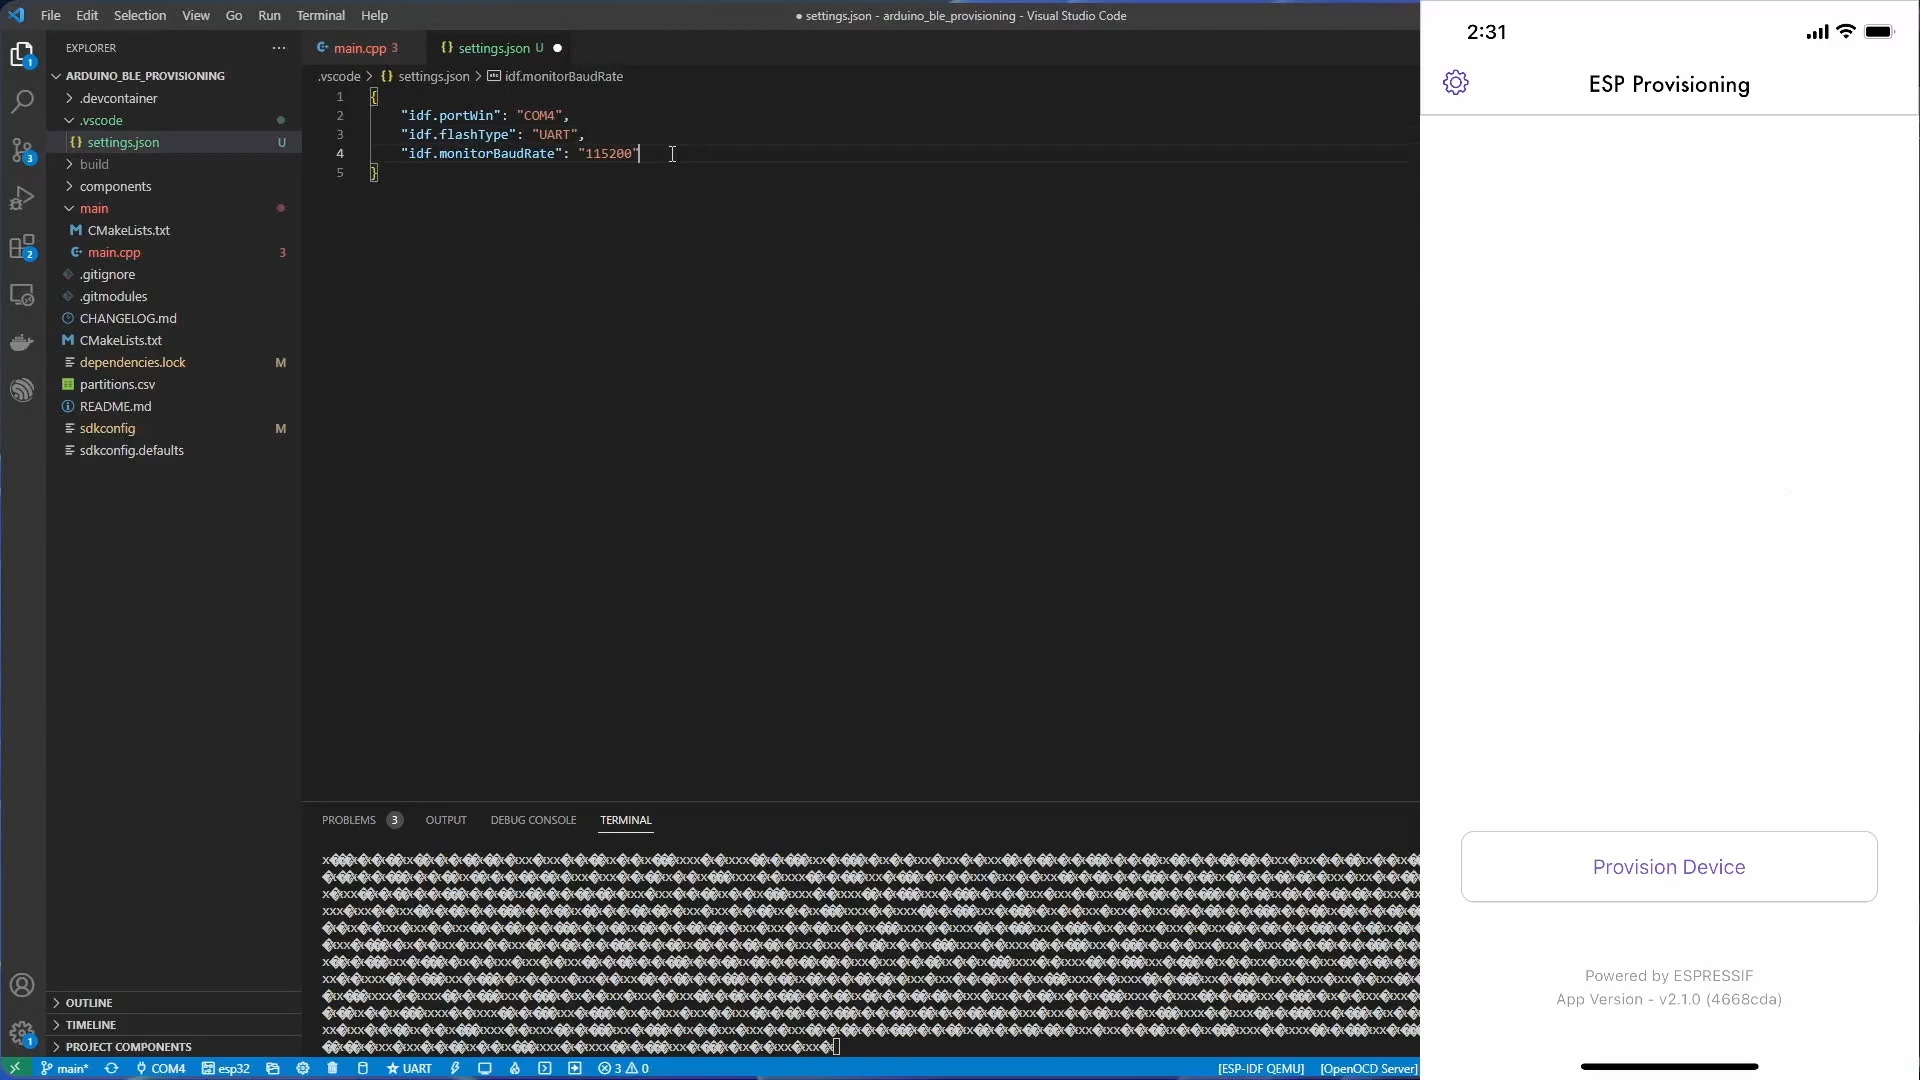 File Edit Selection View Go Run Terminal Help
● settings.json - arduino_ble_provisioning - Visual Studio Code
EXPLORER
ARDUINO_BLE_PROVISIONING
.devcontainer
.vscode
{} settings.json U
build
components
main
CMakeLists.txt
main.cpp 3
.gitignore
.gitmodules
CHANGELOG.md
CMakeLists.txt
dependencies.lock M
partitions.csv
README.md
sdkconfig M
sdkconfig.defaults
OUTLINE
TIMELINE
PROJECT COMPONENTS
1
3
2
1
main.cpp 3
{} settings.json U ●
.vscode > {} settings.json > idf.monitorBaudRate
1 {
2 "idf.portWin": "COM4",
3 "idf.flashType": "UART",
4 "idf.monitorBaudRate": "115200"
5 }
PROBLEMS 3 OUTPUT DEBUG CONSOLE TERMINAL
main* COM4 esp32 UART 3 0 [ESP-IDF QEMU] [OpenOCD Server]
2:31
ESP Provisioning
Provision Device
Powered by ESPRESSIF
App Version - v2.1.0 (4668cda)